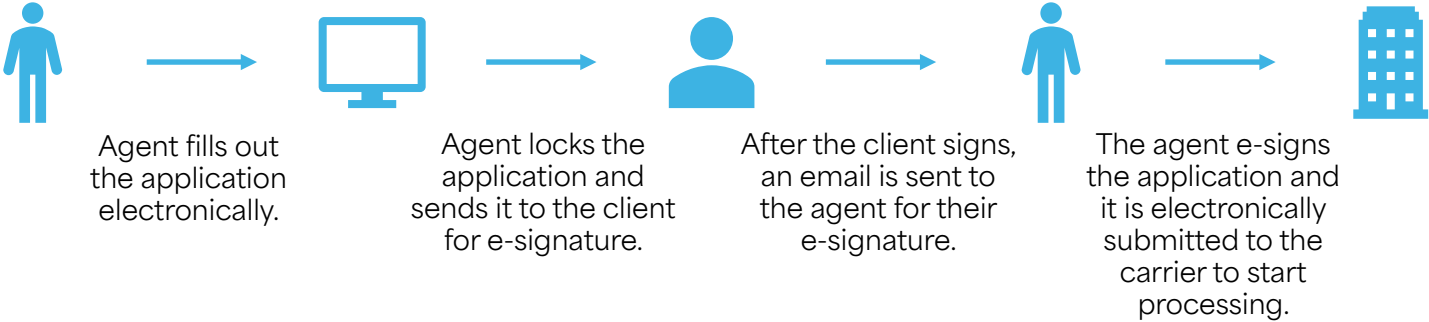 Agent fills out
the application
electronically.
Agent locks the
application and
sends it to the client
for e-signature.
After the client signs,
an email is sent to
the agent for their
e-signature.
The agent e-signs
the application and
it is electronically
submitted to the
carrier to start
processing.